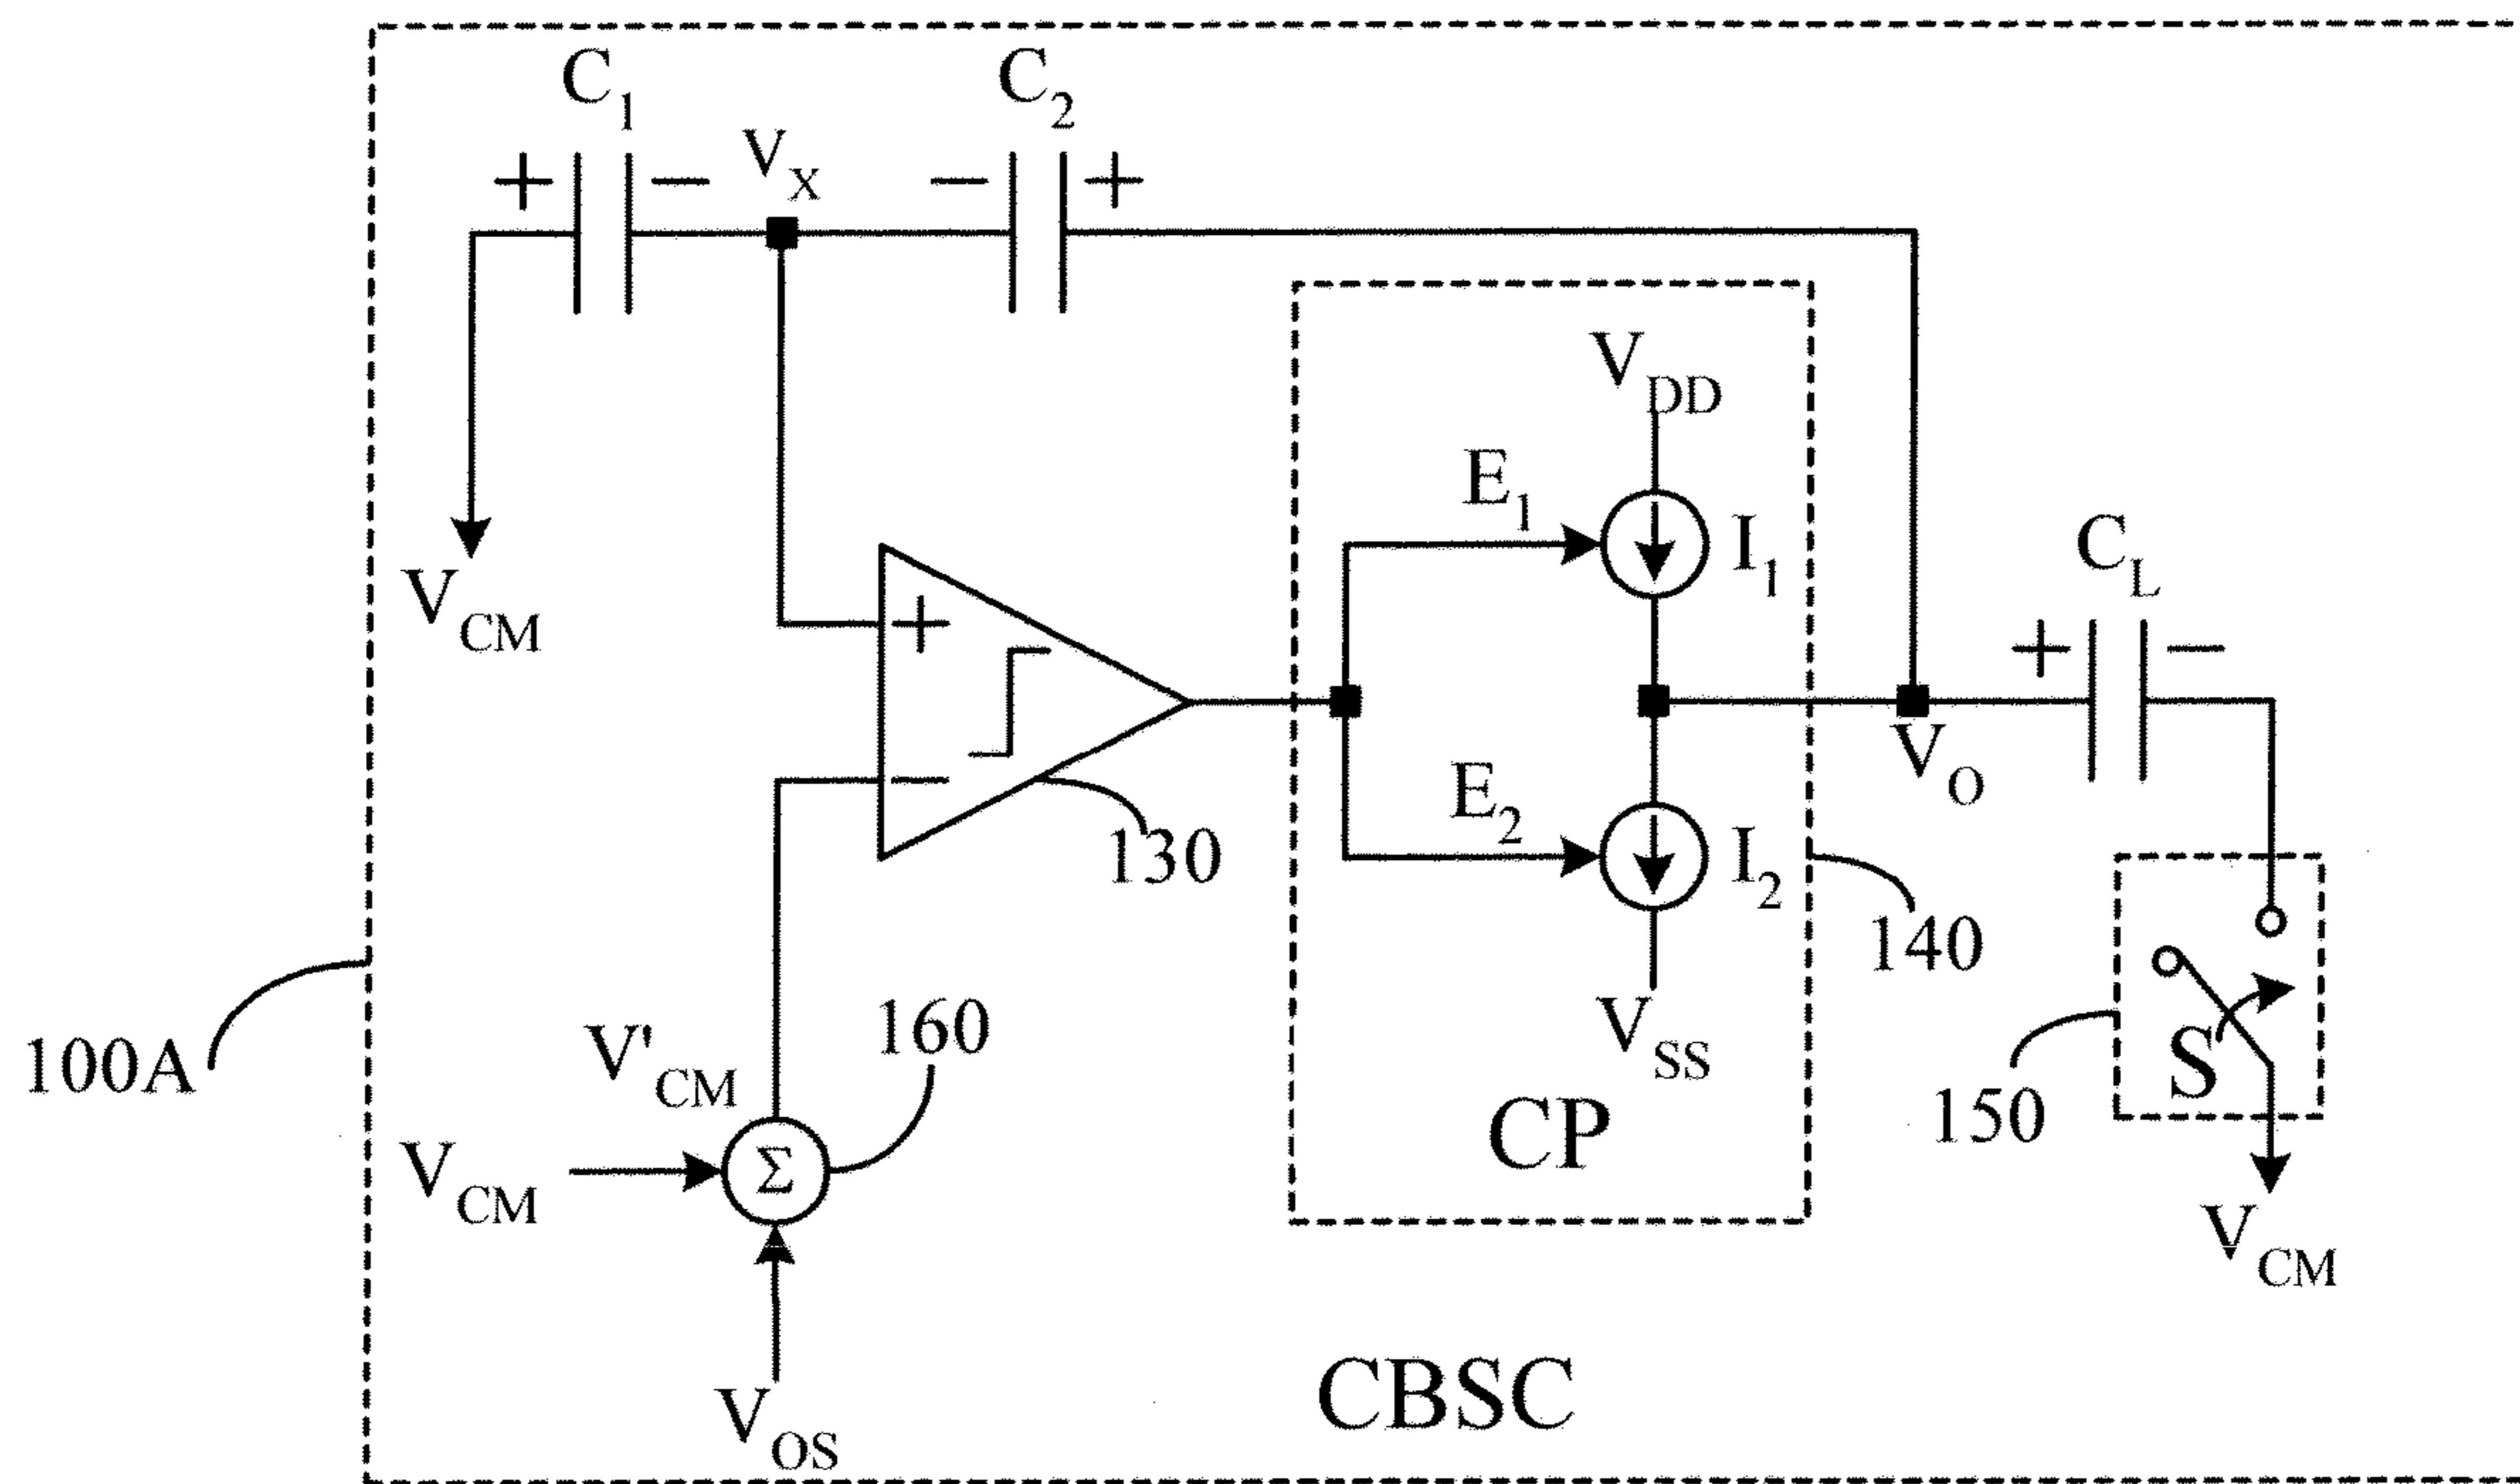 C1
C2
VX
+
−
−
+
VDD
E1
I1
CL
VCM
+
+
−
VO
−
E2
I2
130
140
100A
V'CM
160
VSS
S
150
CP
VCM
Σ
VCM
VOS
CBSC